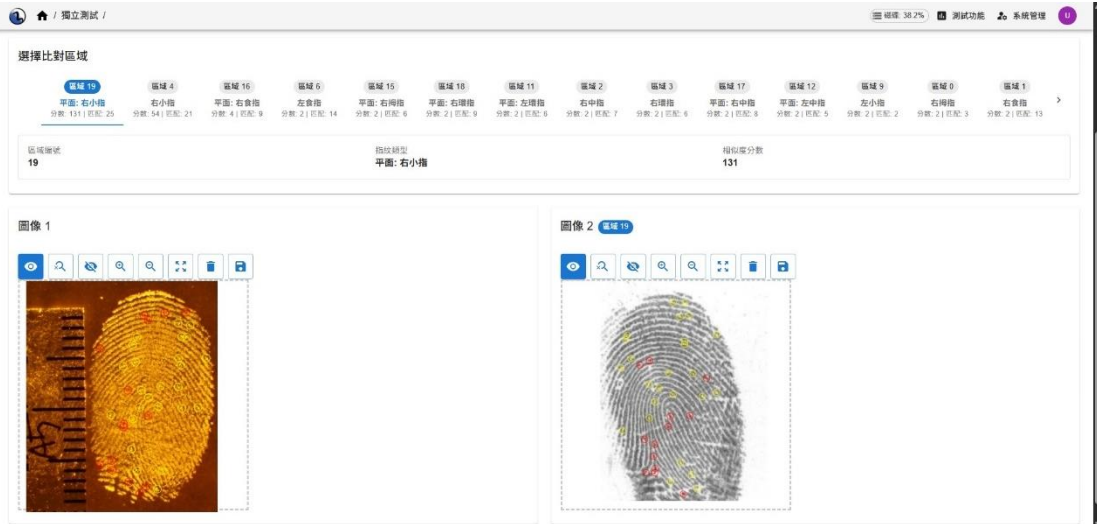 / 獨立測試 /
磁碟: 38.2%
測試功能
系統管理
U
選擇比對區域
區域 19
平面: 右小指
分數: 131 | 匹配: 25
區域 4
右小指
分數: 54 | 匹配: 21
區域 16
平面: 右食指
分數: 4 | 匹配: 9
區域 6
左食指
分數: 2 | 匹配: 14
區域 15
平面: 右拇指
分數: 2 | 匹配: 6
區域 18
平面: 右環指
分數: 2 | 匹配: 9
區域 11
平面: 左環指
分數: 2 | 匹配: 6
區域 2
右中指
分數: 2 | 匹配: 7
區域 3
右環指
分數: 2 | 匹配: 6
區域 17
平面: 右中指
分數: 2 | 匹配: 8
區域 12
平面: 左中指
分數: 2 | 匹配: 5
區域 9
左小指
分數: 2 | 匹配: 2
區域 0
右拇指
分數: 2 | 匹配: 3
區域 1
右食指
分數: 2 | 匹配: 13
區域編號
19
指紋類型
平面: 右小指
相似度分數
131
圖像 1
圖像 2 區域 19
A5